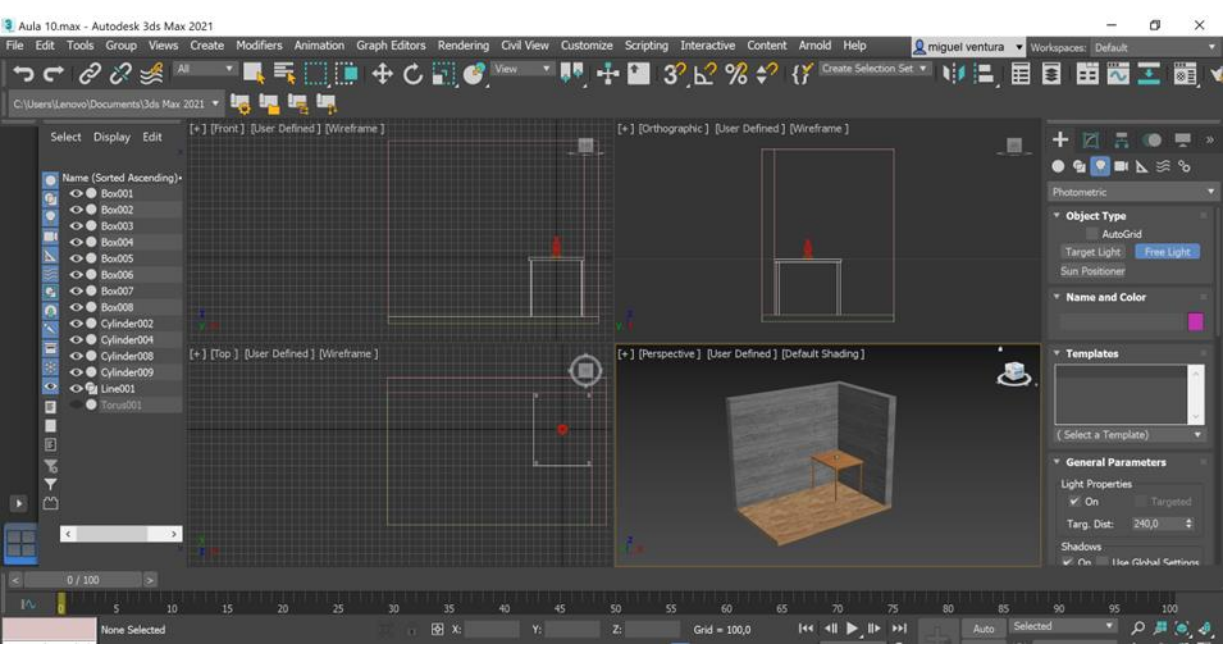 3 Aula 10.max - Autodesk 3ds Max 2021
File Edit Tools Group Views Create Modifiers Animation Graph Editors Rendering Civil View Customize Scripting Interactive Content Arnold Help miguel ventura Workspaces: Default
All View Create Selection Set
C:\Users\Lenovo\Documents\3ds Max 2021
Select Display Edit
Name (Sorted Ascending)
Box001
Box002
Box003
Box004
Box005
Box006
Box007
Box008
Cylinder002
Cylinder004
Cylinder008
Cylinder009
Line001
Torus001
[+] [Front] [User Defined] [Wireframe]
[+] [Orthographic] [User Defined] [Wireframe]
[+] [Top] [User Defined] [Wireframe]
[+] [Perspective] [User Defined] [Default Shading]
Photometric
Object Type
AutoGrid
Target Light Free Light
Sun Positioner
Name and Color
Templates
(Select a Template)
General Parameters
Light Properties
On Targeted
Targ. Dist: 240,0
Shadows
On Use Global Settings
0 / 100
0 5 10 15 20 25 30 35 40 45 50 55 60 65 70 75 80 85 90 95 100
None Selected X: Y: Z: Grid = 100,0 Auto Selected